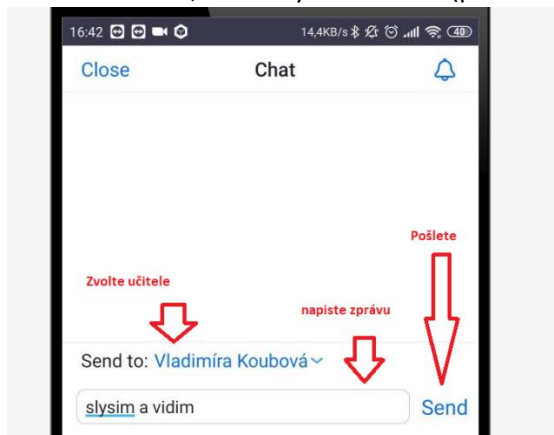 16:42 14,4KB/s 40
Close Chat
Pošlete
Zvolte učitele
napiste zprávu
Send to: Vladimíra Koubová
slysim a vidim Send